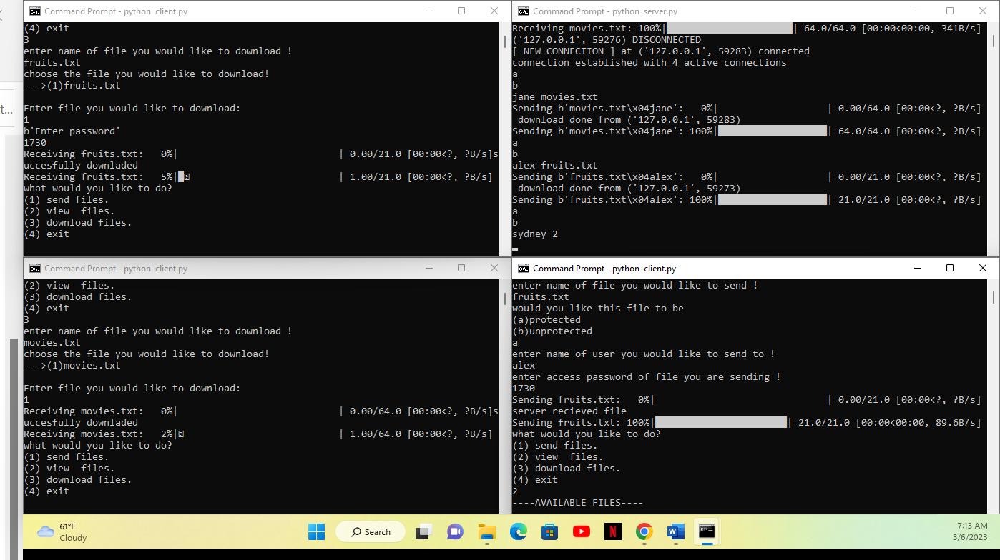 Command Prompt - python  client.py
(4) exit
3
enter name of file you would like to download !
fruits.txt
choose the file you would like to download!
--->(1)fruits.txt
Enter file you would like to download:
1
b'Enter password'
1730
Receiving fruits.txt:   0%|                            | 0.00/21.0 [00:00<?, ?B/s]s
uccesfully downladed
Receiving fruits.txt:   5%|                            | 1.00/21.0 [00:00<?, ?B/s]
what would you like to do?
(1) send files.
(2) view  files.
(3) download files.
(4) exit
Command Prompt - python  server.py
Receiving movies.txt: 100%|                      | 64.0/64.0 [00:00<00:00, 341B/s]
('127.0.0.1', 59276) DISCONNECTED
[ NEW CONNECTION ] at ('127.0.0.1', 59283) connected
connection established with 4 active connections
a
b
jane movies.txt
Sending b'movies.txt\x04jane':   0%|                   | 0.00/64.0 [00:00<?, ?B/s]
 download done from ('127.0.0.1', 59283)
Sending b'movies.txt\x04jane': 100%|                   | 64.0/64.0 [00:00<?, ?B/s]
a
b
alex fruits.txt
Sending b'fruits.txt\x04alex':   0%|                   | 0.00/21.0 [00:00<?, ?B/s]
 download done from ('127.0.0.1', 59273)
Sending b'fruits.txt\x04alex': 100%|                   | 21.0/21.0 [00:00<?, ?B/s]
a
b
sydney 2
t...
Command Prompt - python  client.py
(2) view  files.
(3) download files.
(4) exit
3
enter name of file you would like to download !
movies.txt
choose the file you would like to download!
--->(1)movies.txt
Enter file you would like to download:
1
Receiving movies.txt:   0%|                            | 0.00/64.0 [00:00<?, ?B/s]s
uccesfully downladed
Receiving movies.txt:   2%|                            | 1.00/64.0 [00:00<?, ?B/s]
what would you like to do?
(1) send files.
(2) view  files.
(3) download files.
(4) exit
Command Prompt - python  client.py
enter name of file you would like to send !
fruits.txt
would you like this file to be
(a)protected
(b)unprotected
a
enter name of user you would like to send to !
alex
enter access password of file you are sending !
1730
Sending fruits.txt:   0%|                              | 0.00/21.0 [00:00<?, ?B/s]
server recieved file
Sending fruits.txt: 100%|                       | 21.0/21.0 [00:00<00:00, 89.6B/s]
what would you like to do?
(1) send files.
(2) view  files.
(3) download files.
(4) exit
2
----AVAILABLE FILES----
61°F
Cloudy
Search
7:13 AM
3/6/2023